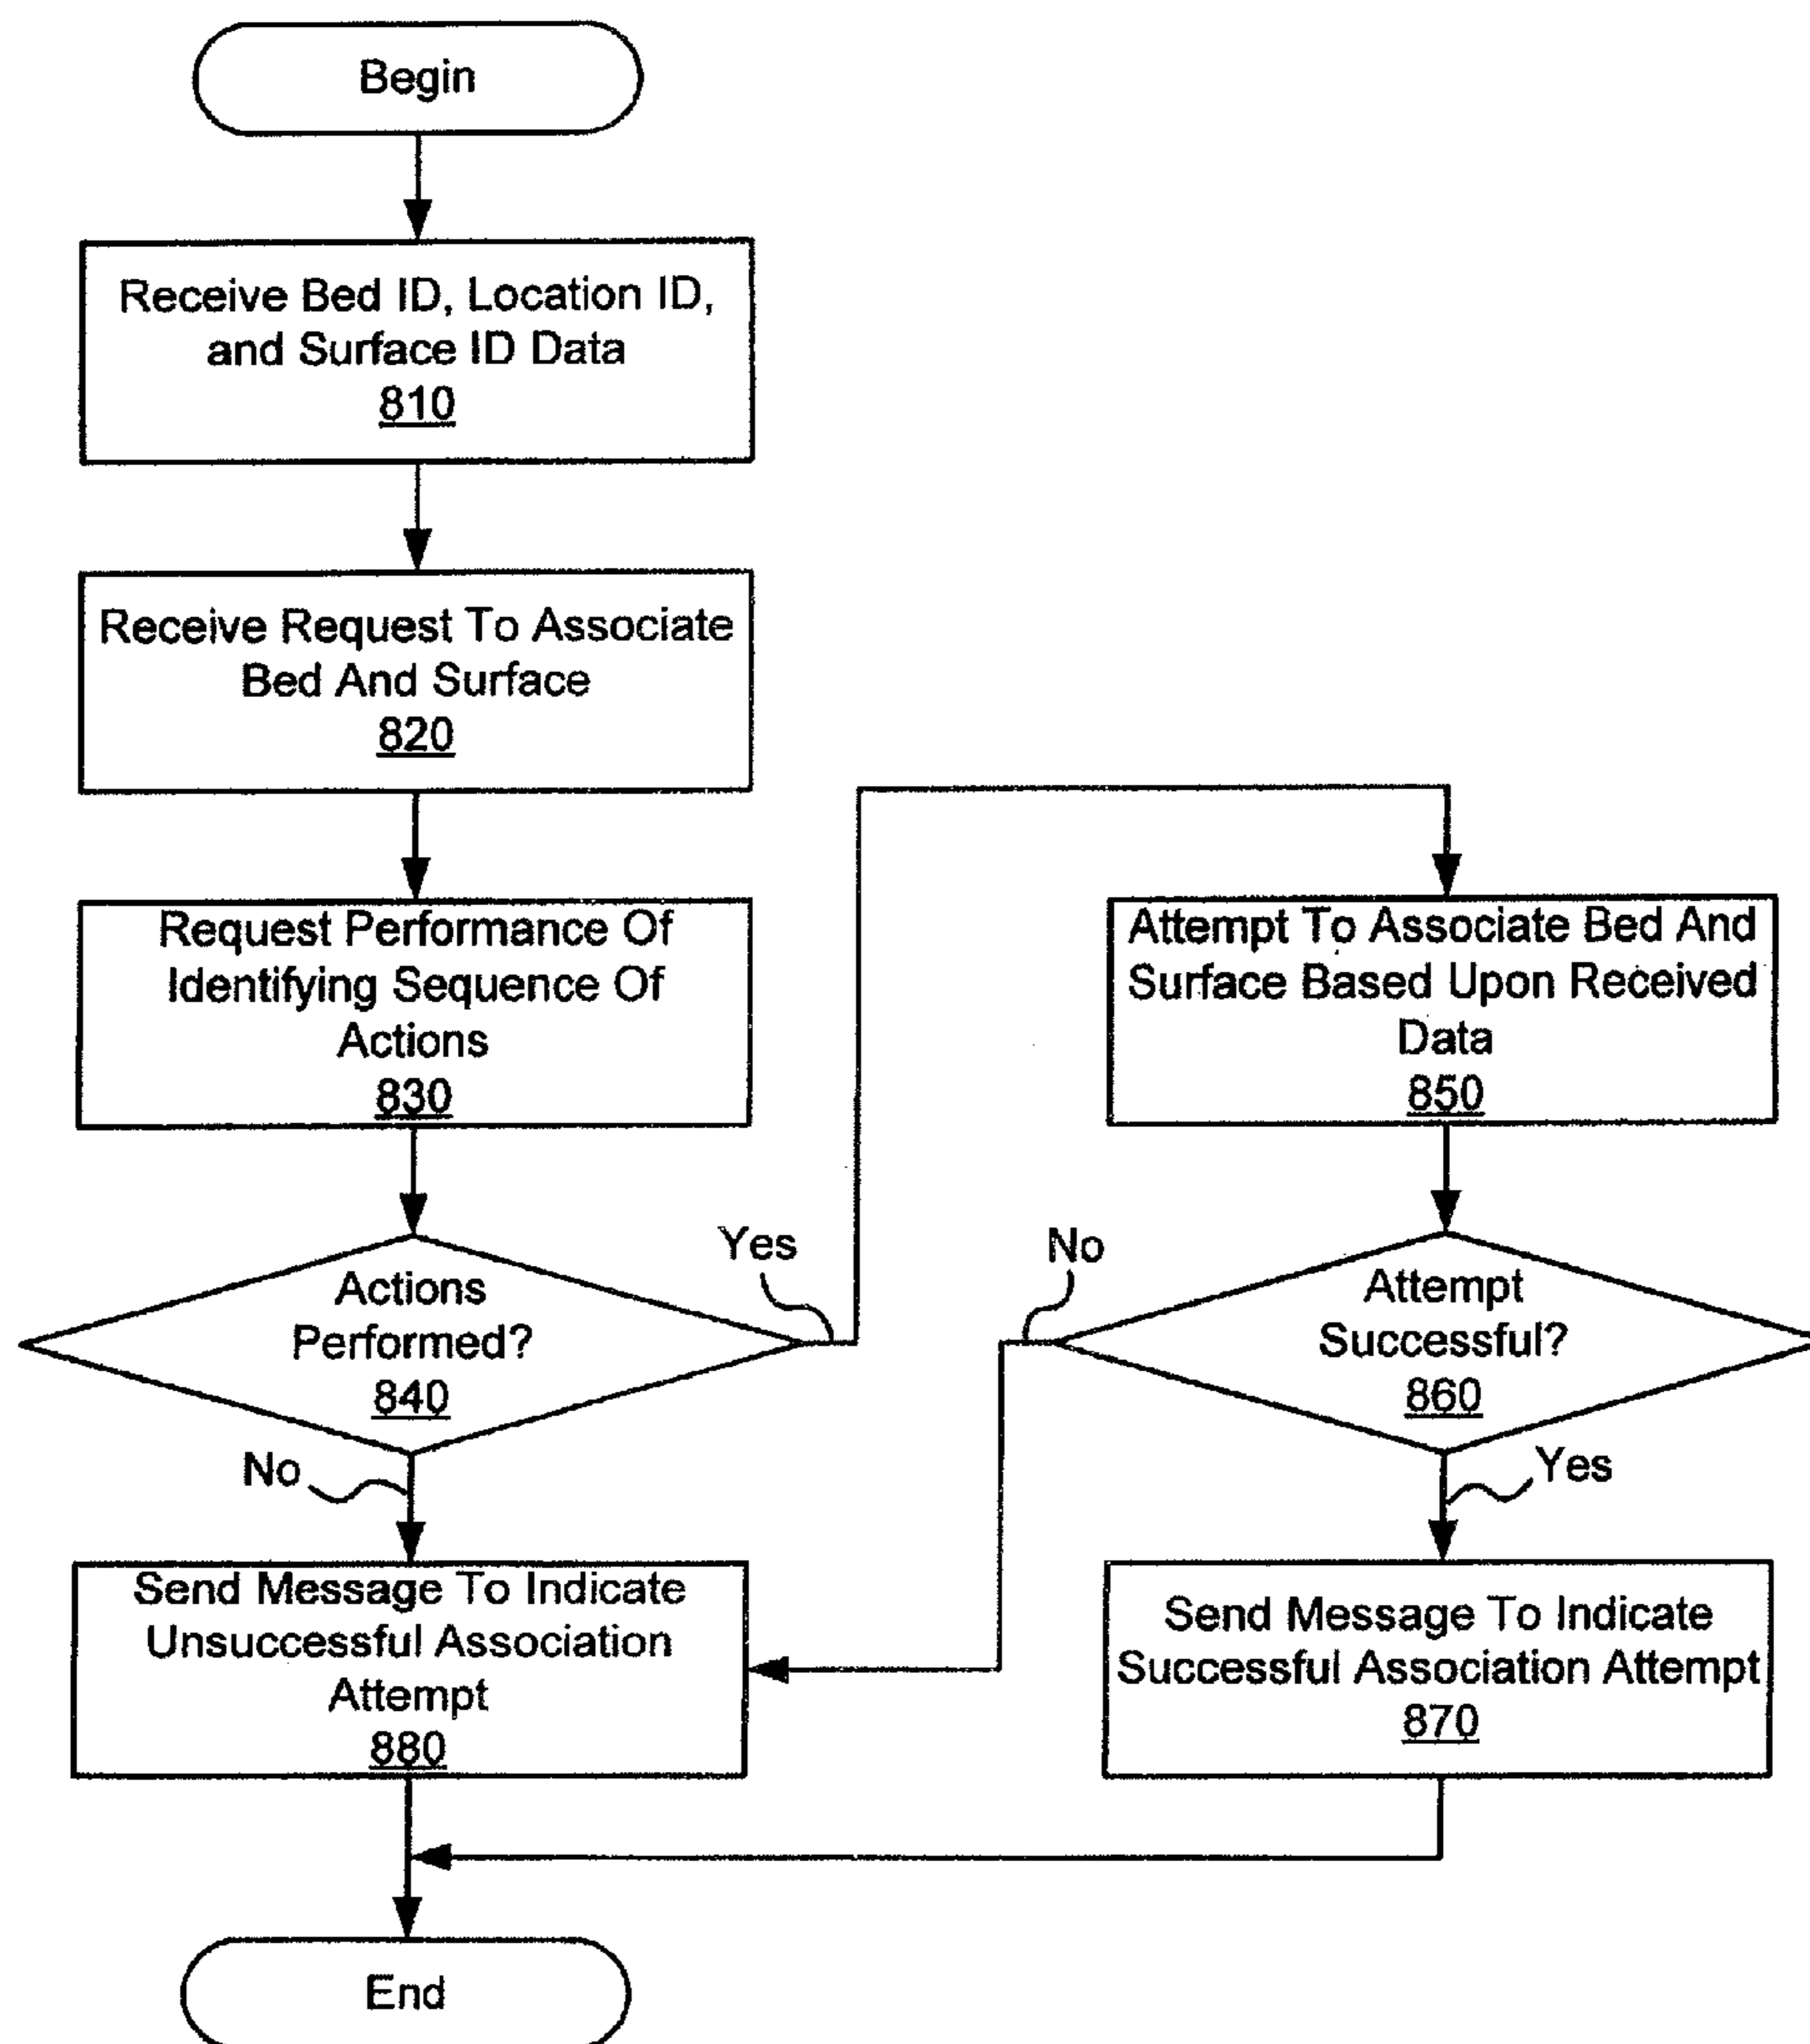 Begin
Receive Bed ID, Location ID,
and Surface ID Data
810
Receive Request To Associate
Bed And Surface
820
Request Performance Of
Identifying Sequence Of
Actions
830
Actions
Performed?
840
Yes
No
Attempt To Associate Bed And
Surface Based Upon Received
Data
850
Attempt
Successful?
860
No
Yes
Send Message To Indicate
Successful Association Attempt
870
Send Message To Indicate
Unsuccessful Association
Attempt
880
End